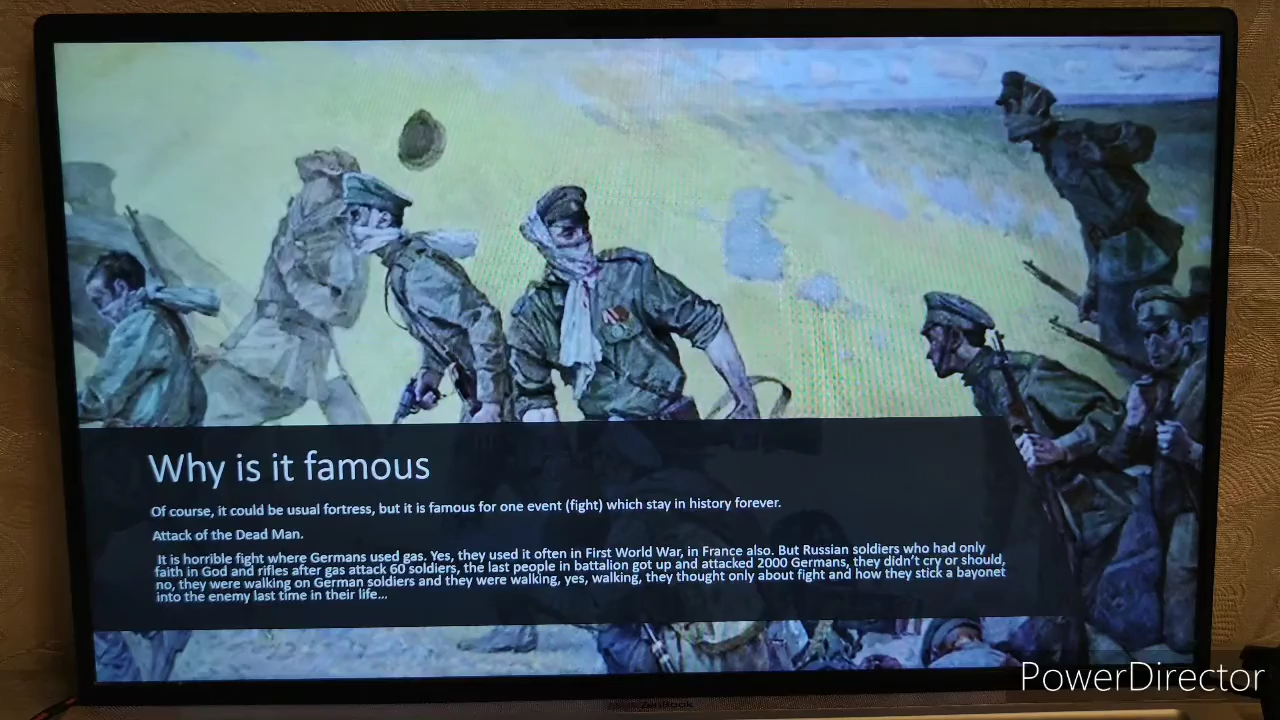 Why is it famous
Of course, it could be usual fortress, but it is famous for one event (fight) which stay in history forever.
Attack of the Dead Man.
It is horrible fight where Germans used gas. Yes, they used it often in First World War, in France also. But Russian soldiers who had only
faith in God and rifles after gas attack 60 soldiers, the last people in battalion got up and attacked 2000 Germans, they didn't cry or should,
no, they were walking on German soldiers and they were walking, yes, walking, they thought only about fight and how they stick a bayonet
into the enemy last time in their life...
ZenBook
PowerDirector